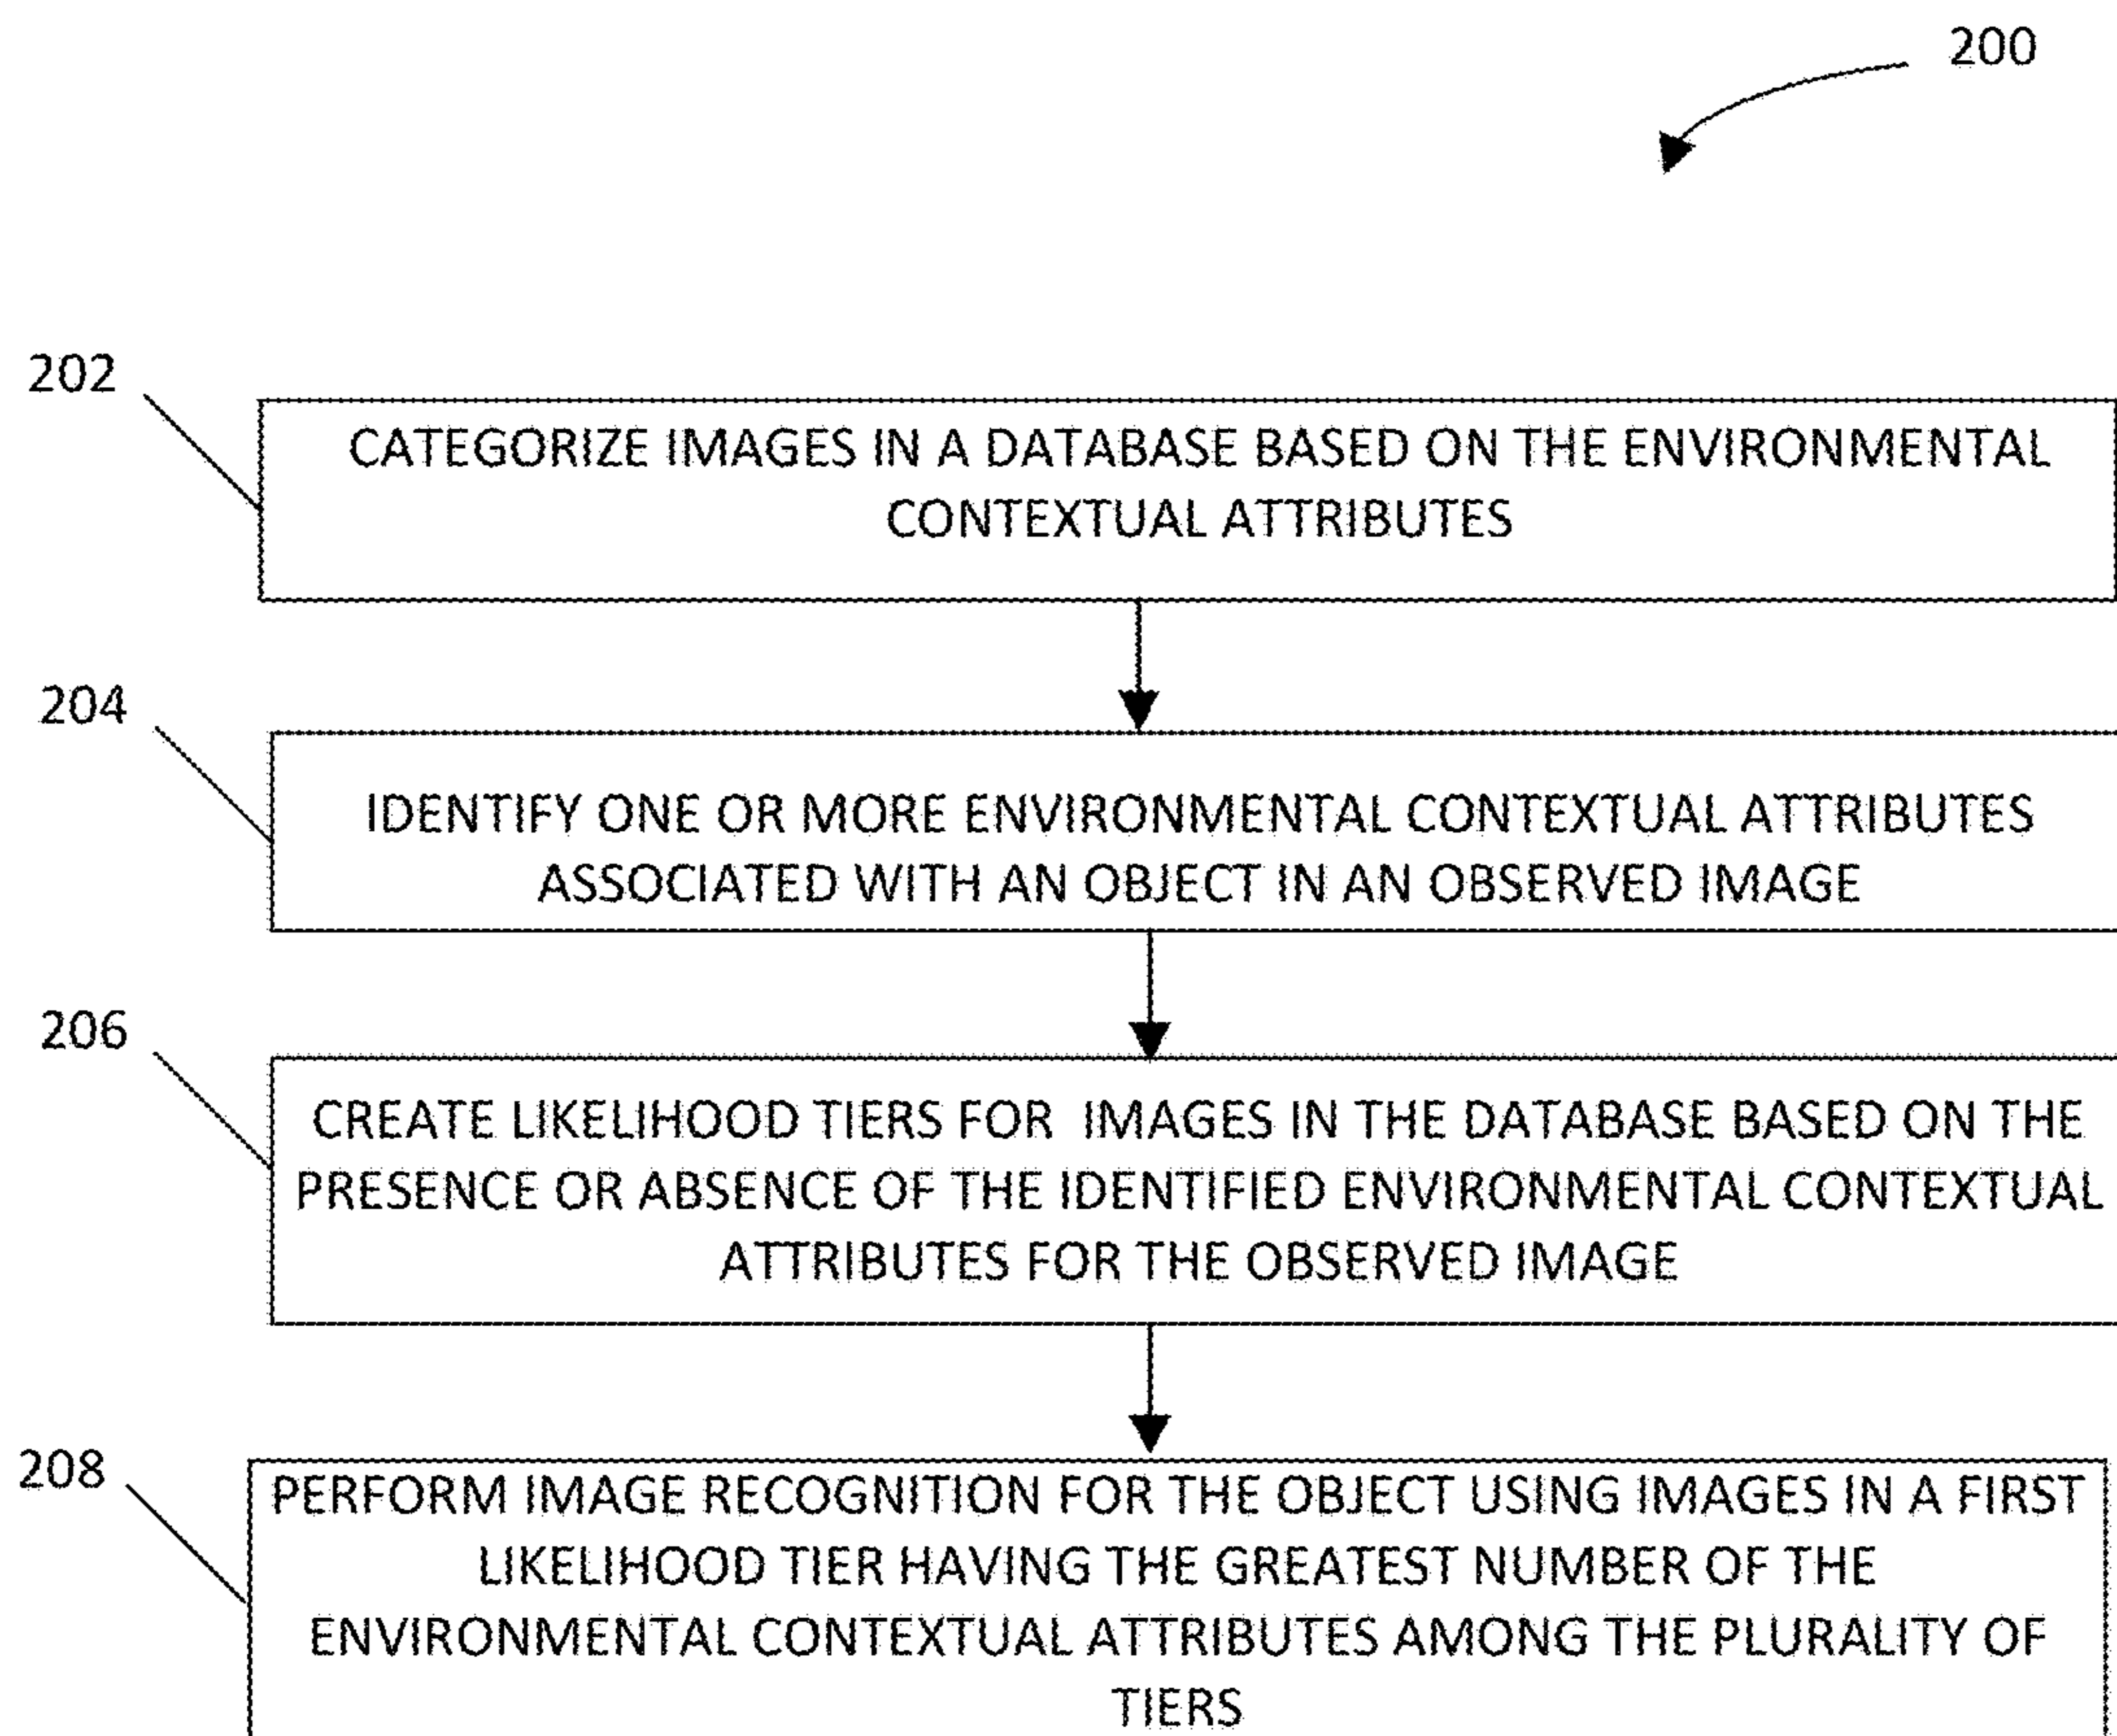 200
202
CATEGORIZE IMAGES IN A DATABASE BASED ON THE ENVIRONMENTAL
CONTEXTUAL ATTRIBUTES
204
IDENTIFY ONE OR MORE ENVIRONMENTAL CONTEXTUAL ATTRIBUTES
ASSOCIATED WITH AN OBJECT IN AN OBSERVED IMAGE
206
CREATE LIKELIHOOD TIERS FOR IMAGES IN THE DATABASE BASED ON THE
PRESENCE OR ABSENCE OF THE IDENTIFIED ENVIRONMENTAL CONTEXTUAL
ATTRIBUTES FOR THE OBSERVED IMAGE
208
PERFORM IMAGE RECOGNITION FOR THE OBJECT USING IMAGES IN A FIRST
LIKELIHOOD TIER HAVING THE GREATEST NUMBER OF THE
ENVIRONMENTAL CONTEXTUAL ATTRIBUTES AMONG THE PLURALITY OF
TIERS